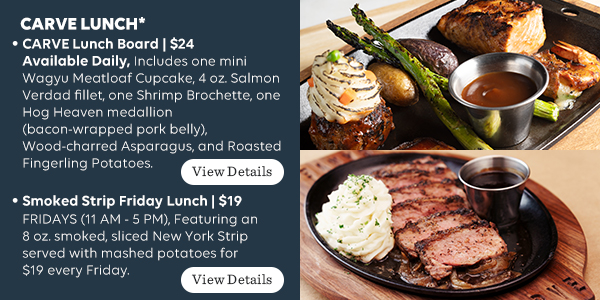 CARVE LUNCH*
• CARVE Lunch Board | $24
Available Daily, Includes one mini
Wagyu Meatloaf Cupcake, 4 oz. Salmon
Verdad fillet, one Shrimp Brochette, one
Hog Heaven medallion
(bacon-wrapped pork belly),
Wood-charred Asparagus, and Roasted
Fingerling Potatoes.
View Details
• Smoked Strip Friday Lunch | $19
FRIDAYS (11 AM - 5 PM), Featuring an
8 oz. smoked, sliced New York Strip
served with mashed potatoes for
$19 every Friday.
View Details